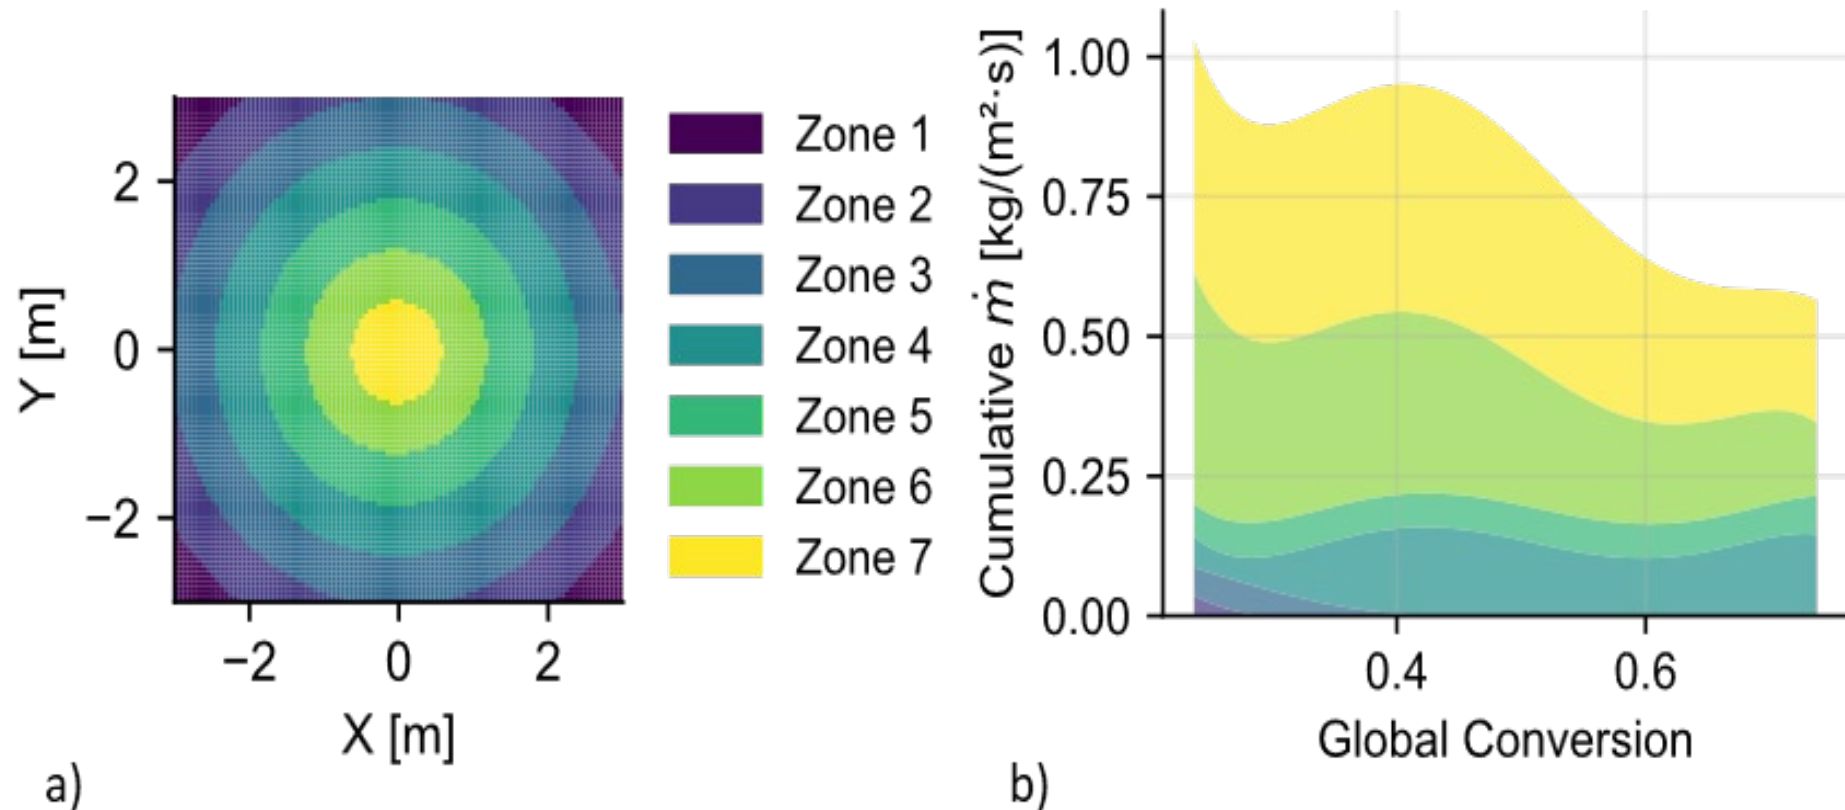 Y [m]
2
0
−2
−2
0
2
X [m]
a)
Zone 1
Zone 2
Zone 3
Zone 4
Zone 5
Zone 6
Zone 7
Cumulative ṁ [kg/(m²·s)]
1.00
0.75
0.50
0.25
0.00
0.4
0.6
Global Conversion
b)